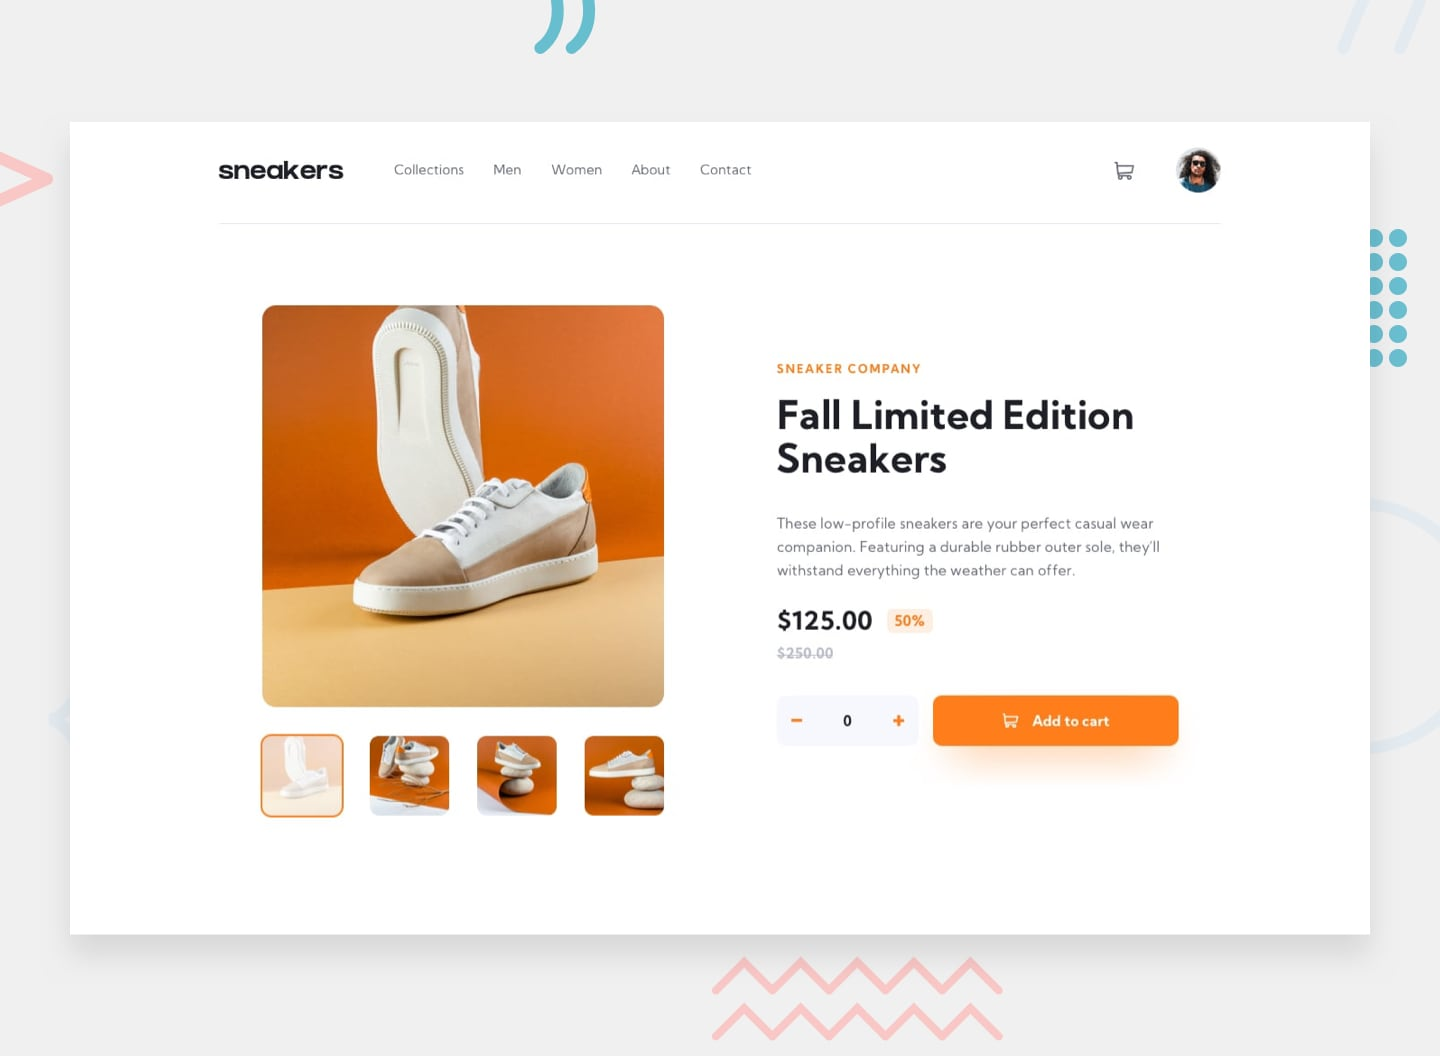 sneakers
Collections Men Women About Contact
SNEAKER COMPANY
Fall Limited Edition
Sneakers
These low-profile sneakers are your perfect casual wear
companion. Featuring a durable rubber outer sole, they'll
withstand everything the weather can offer.
$125.00 50%
$250.00
0
Add to cart